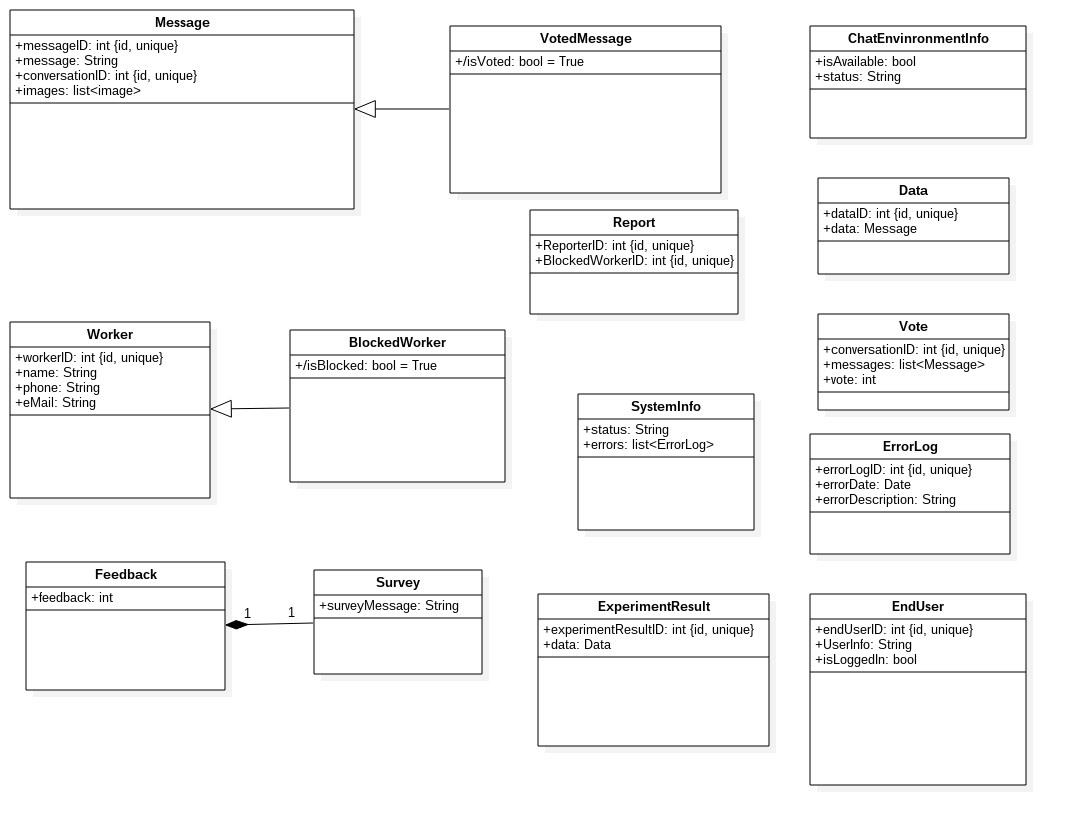 Message
+messageID: int {id, unique}
+message: String
+conversationID: int {id, unique}
+images: list<image>
VotedMessage
+/isVoted: bool = True
ChatEnvinronmentInfo
+isAvailable: bool
+status: String
Data
+dataID: int {id, unique}
+data: Message
Report
+ReporterID: int {id, unique}
+BlockedWorkerID: int {id, unique}
Worker
+workerID: int {id, unique}
+name: String
+phone: String
+eMail: String
BlockedWorker
+/isBlocked: bool = True
Vote
+conversationID: int {id, unique}
+messages: list<Message>
+vote: int
SystemInfo
+status: String
+errors: list<ErrorLog>
ErrorLog
+errorLogID: int {id, unique}
+errorDate: Date
+errorDescription: String
Feedback
+feedback: int
1
1
Survey
+surveyMessage: String
ExperimentResult
+experimentResultID: int {id, unique}
+data: Data
EndUser
+endUserID: int {id, unique}
+UserInfo: String
+isLoggedIn: bool